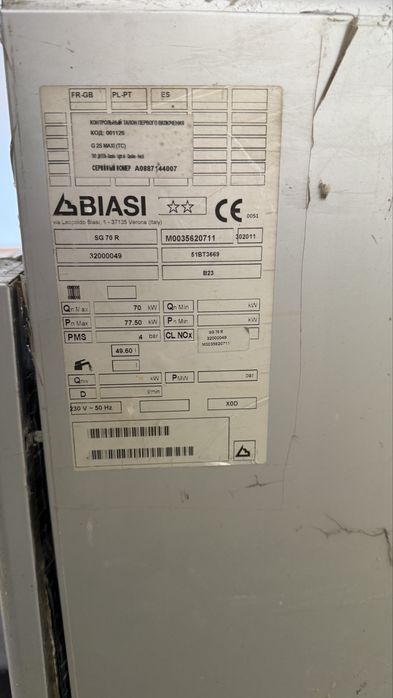 FR-GB PL-PT ES
КОНТРОЛЬНЫЙ ТАЛОН ПЕРВОГО ВКЛЮЧЕНИЯ
КОД: 001126
G 25 MAXI (TC)
СЕРИЙНЫЙ НОМЕР A0887144007
BIASI CE 0051
via Leopoldo Biasi, 1 - 37135 Verona (Italy)
SG 70 R M0035620711 302011
32000049 51BT3669
B23
Qn Max 70 kW Qn Min kW
Pn Max 77.50 kW Pn Min kW
PMS 4 bar CL NOx
SG 70 R
32000049
M0035620711
49.60 l
l
Qnw kW PMW bar
D l/min
230 V ~ 50 Hz X0D